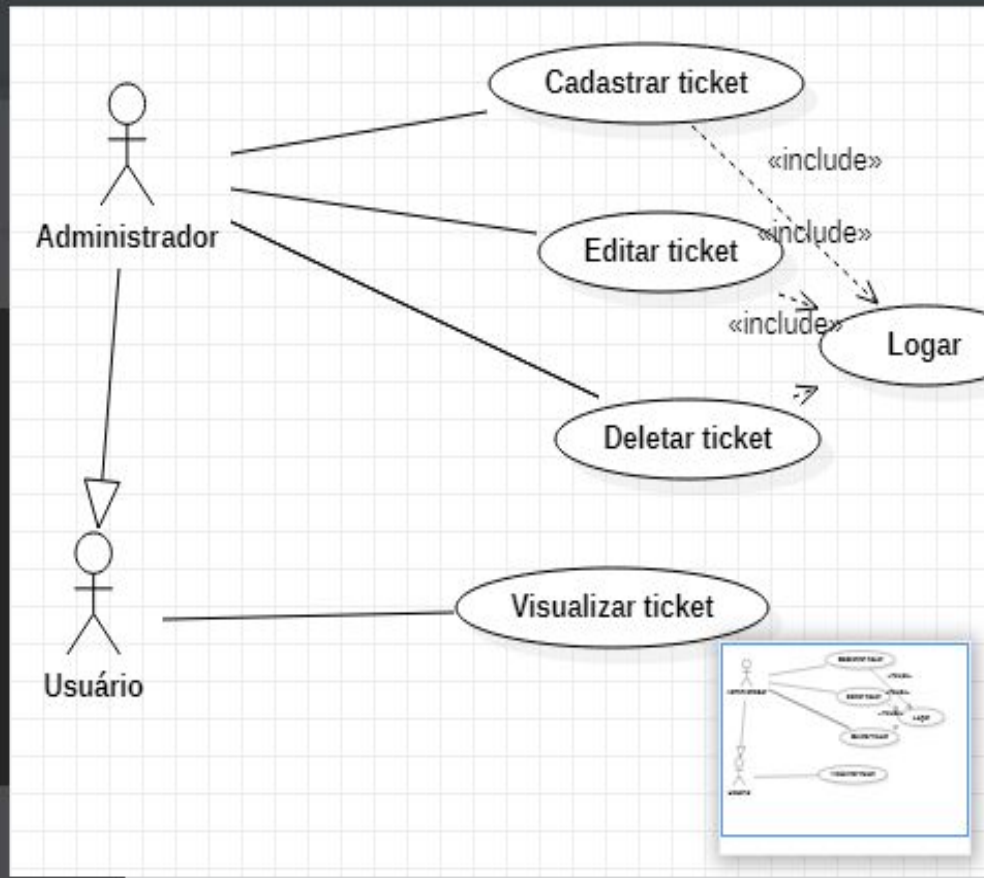 Cadastrar ticket
«include»
Administrador
Editar ticket
«include»
«include»
Logar
Deletar ticket
Visualizar ticket
Usuário